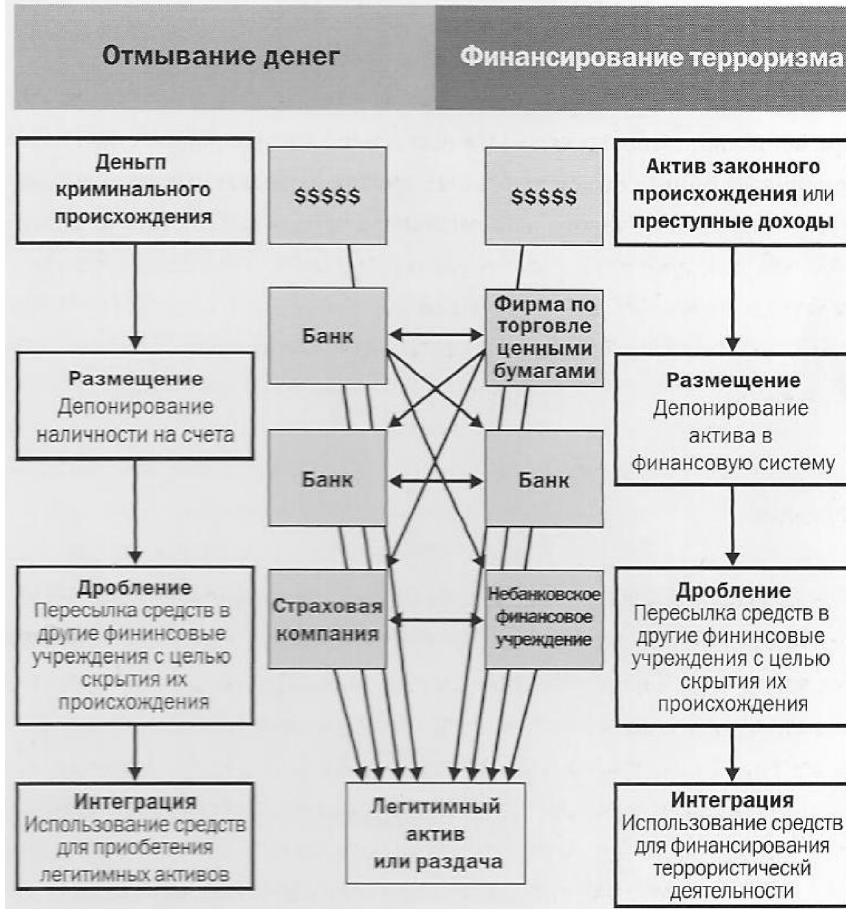 Отмывание денег
Финансирование терроризма
Деньгп
криминального
происхождения
$$$$$
$$$$$
Актив законного
происхождения или
преступные доходы
Банк
Фирма по
торговле
ценными
бумагами
Размещение
Депонирование
наличности на счета
Размещение
Депонирование
актива в
финансовую систему
Банк
Банк
Дробление
Пересылка средств в
другие фининсовые
учреждения с целью
скрытия их
происхождения
Страховая
компания
Небанковское
финансовое
учреждение
Дробление
Пересылка средств в
другие фининсовые
учреждения с целью
скрытия их
происхождения
Интеграция
Использование средств
для приобетения
легитимных активов
Легитимный
актив
или раздача
Интеграция
Использование средств
для финансирования
террористическй
деятельности